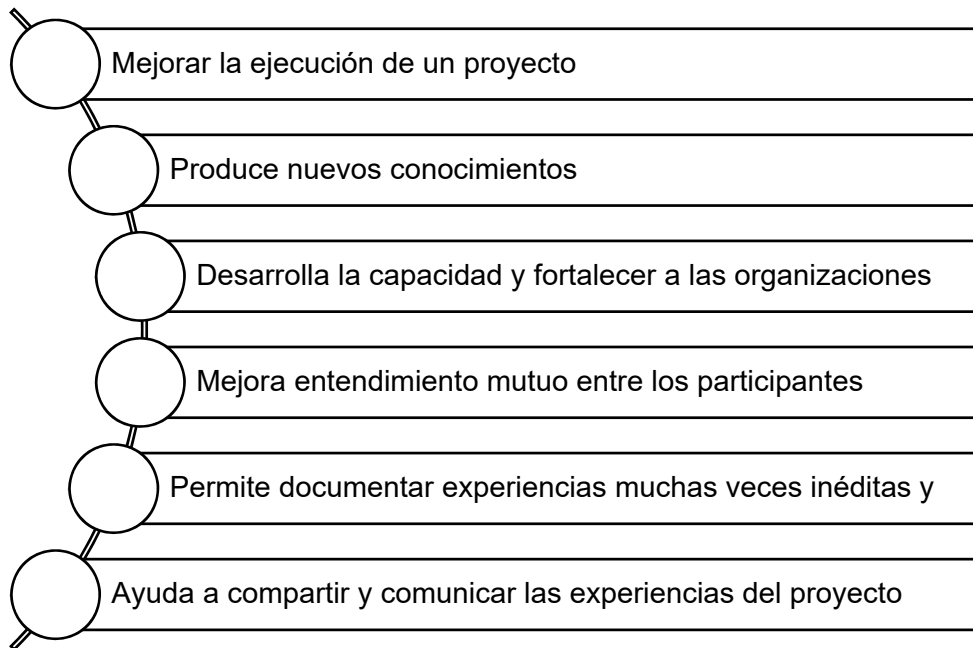 Mejorar la ejecución de un proyecto
Produce nuevos conocimientos
Desarrolla la capacidad y fortalecer a las organizaciones
Mejora entendimiento mutuo entre los participantes
Permite documentar experiencias muchas veces inéditas y
Ayuda a compartir y comunicar las experiencias del proyecto